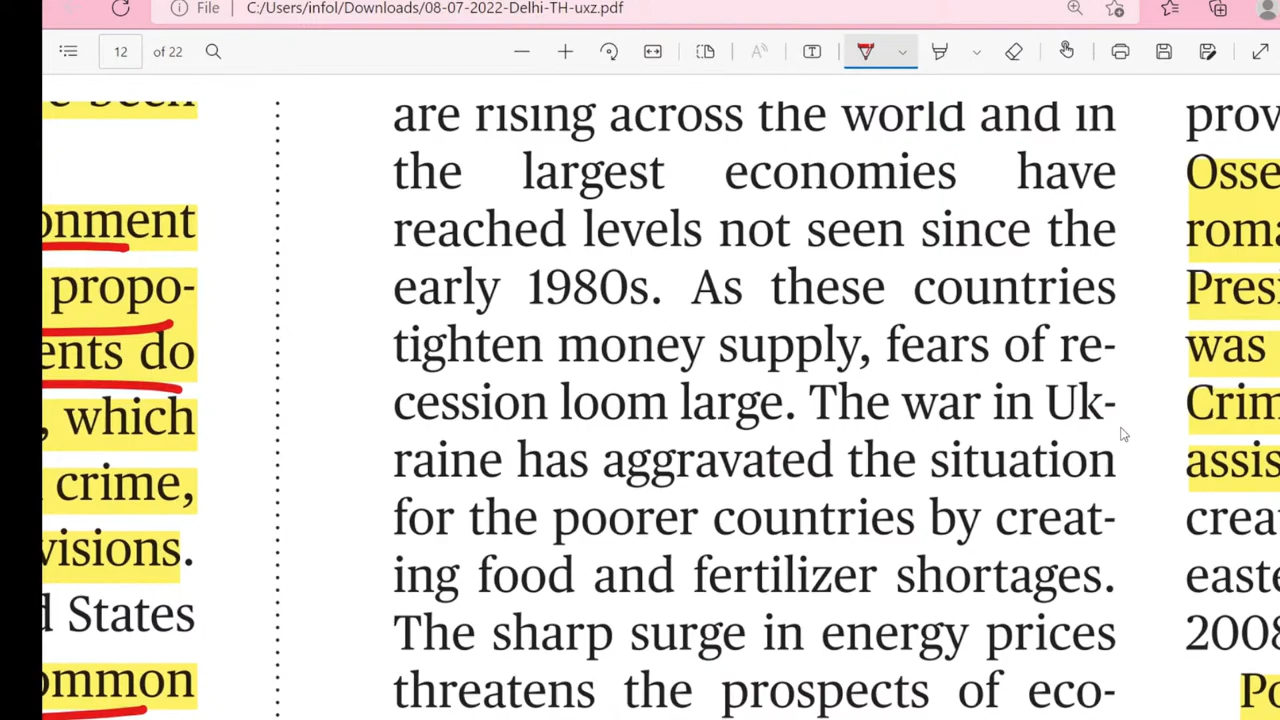 File C:/Users/infol/Downloads/08-07-2022-Delhi-TH-uxz.pdf
12 of 22
onment
propo-
ents do
, which
crime,
visions.
d States
ommon
are rising across the world and in
the largest economies have
reached levels not seen since the
early 1980s. As these countries
tighten money supply, fears of re-
cession loom large. The war in Uk-
raine has aggravated the situation
for the poorer countries by creat-
ing food and fertilizer shortages.
The sharp surge in energy prices
threatens the prospects of eco-
prov
Osse
roma
Presi
was
Crim
assis
crea
easte
2008
Po